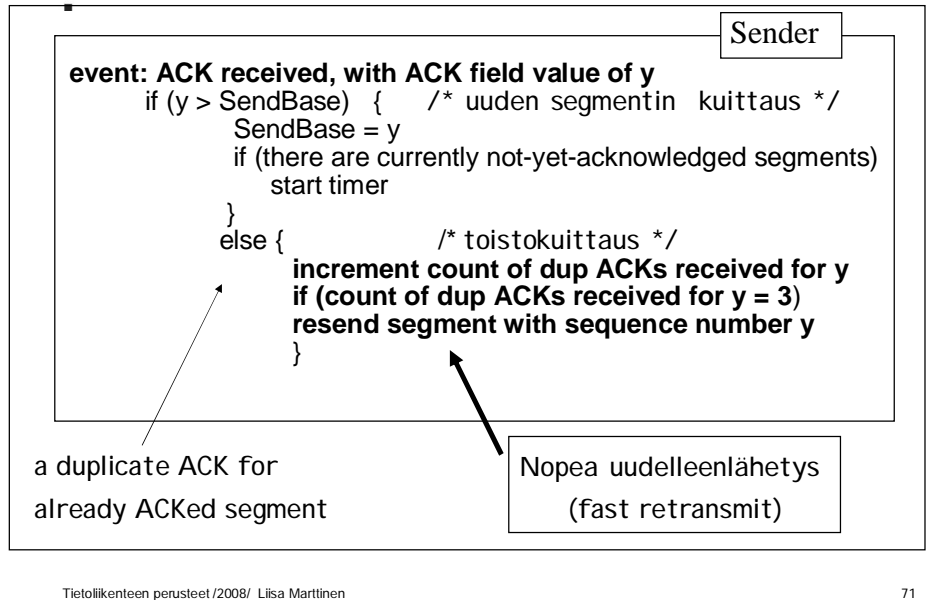 Sender
event: ACK received, with ACK field value of y
if (y > SendBase) { /* uuden segmentin kuittaus */
SendBase = y
if (there are currently not-yet-acknowledged segments)
start timer
}
else { /* toistokuittaus */
increment count of dup ACKs received for y
if (count of dup ACKs received for y = 3)
resend segment with sequence number y
}
a duplicate ACK for
already ACKed segment
Nopea uudelleenlähetys
(fast retransmit)
Tietoliikenteen perusteet /2008/ Liisa Marttinen 71